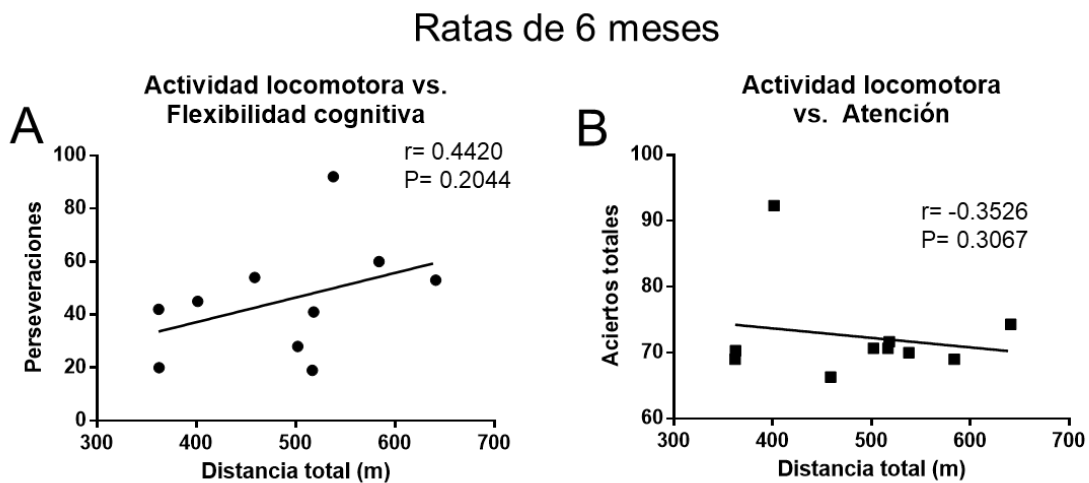 Ratas de 6 meses
A
Actividad locomotora vs.
Flexibilidad cognitiva
r= 0.4420
P= 0.2044
Perseveraciones
100
80
60
40
20
0
300 400 500 600 700
Distancia total (m)
B
Actividad locomotora
vs. Atención
r= -0.3526
P= 0.3067
Aciertos totales
100
90
80
70
60
300 400 500 600 700
Distancia total (m)